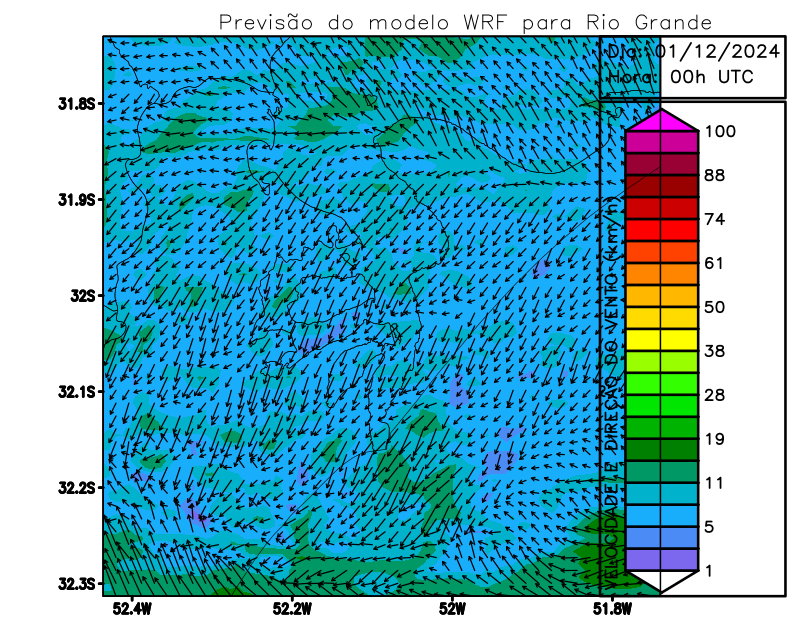 Previsão do modelo WRF para Rio Grande
Dia: 01/12/2024
Hora: 00h UTC
31.8S
31.9S
32S
32.1S
32.2S
32.3S
52.4W
52.2W
52W
51.8W
VELOCIDADE E DIREÇÃO DO VENTO (km/h)
100
88
74
61
50
38
28
19
11
5
1